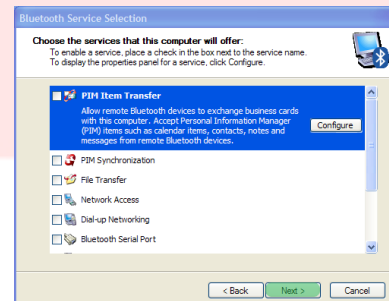 Bluetooth Service Selection
Choose the services that this computer will offer:
To enable a service, place a check in the box next to the service name.
To display the properties panel for a service, click Configure.
PIM Item Transfer
Allow remote Bluetooth devices to exchange business cards
with this computer. Accept Personal Information Manager
(PIM) items such as calendar items, contacts, notes and
messages from remote Bluetooth devices.
Configure
PIM Synchronization
File Transfer
Network Access
Dial-up Networking
Bluetooth Serial Port
< Back
Next >
Cancel